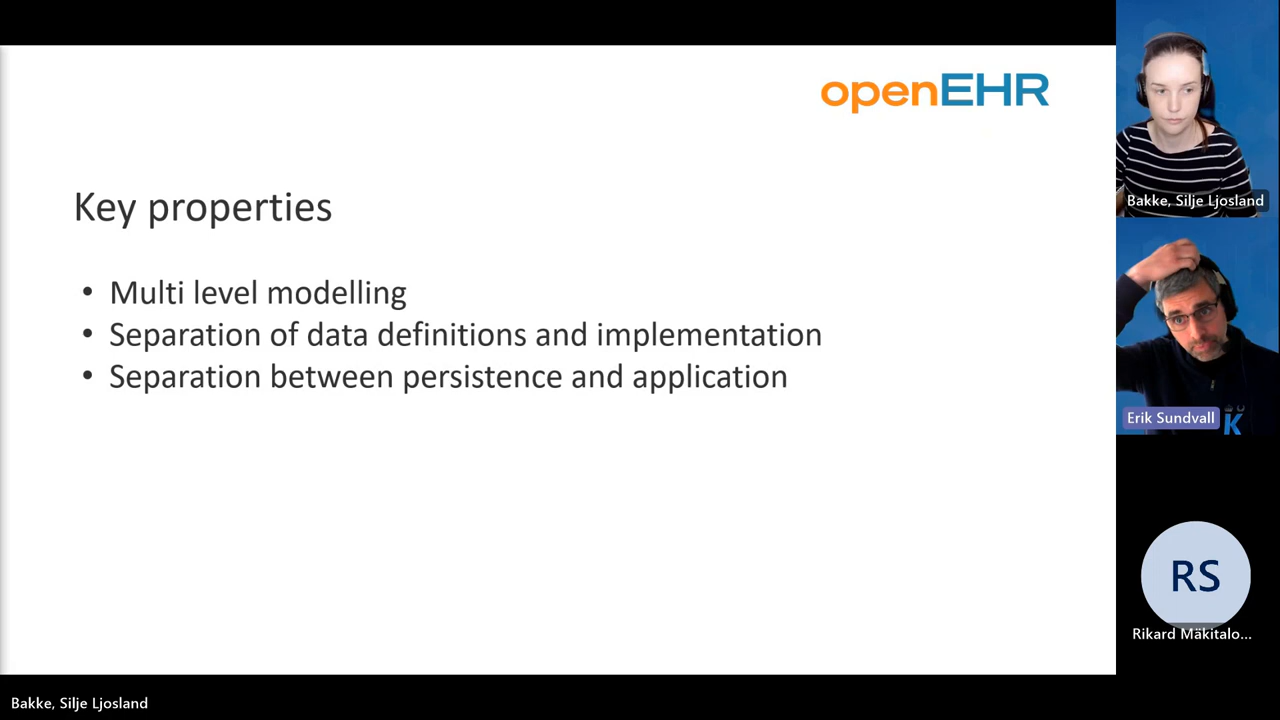 openEHR
Key properties
• Multi level modelling
• Separation of data definitions and implementation
• Separation between persistence and application
Bakke, Silje Ljosland
Erik Sundvall
K
RS
Rikard Mäkitalo...
Bakke, Silje Ljosland